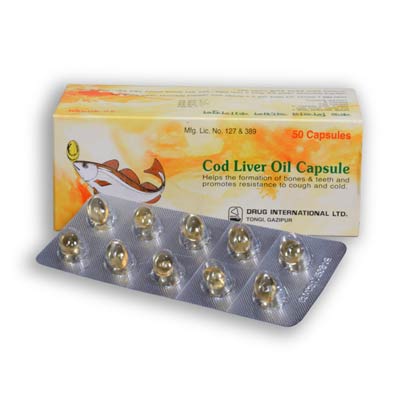 50 Capsules
Mfg. Lic. No. 127 & 389
Cod Liver Oil Capsule
Helps the formation of bones & teeth and
promotes resistance to cough and cold.
DRUG INTERNATIONAL LTD.
TONGI, GAZIPUR